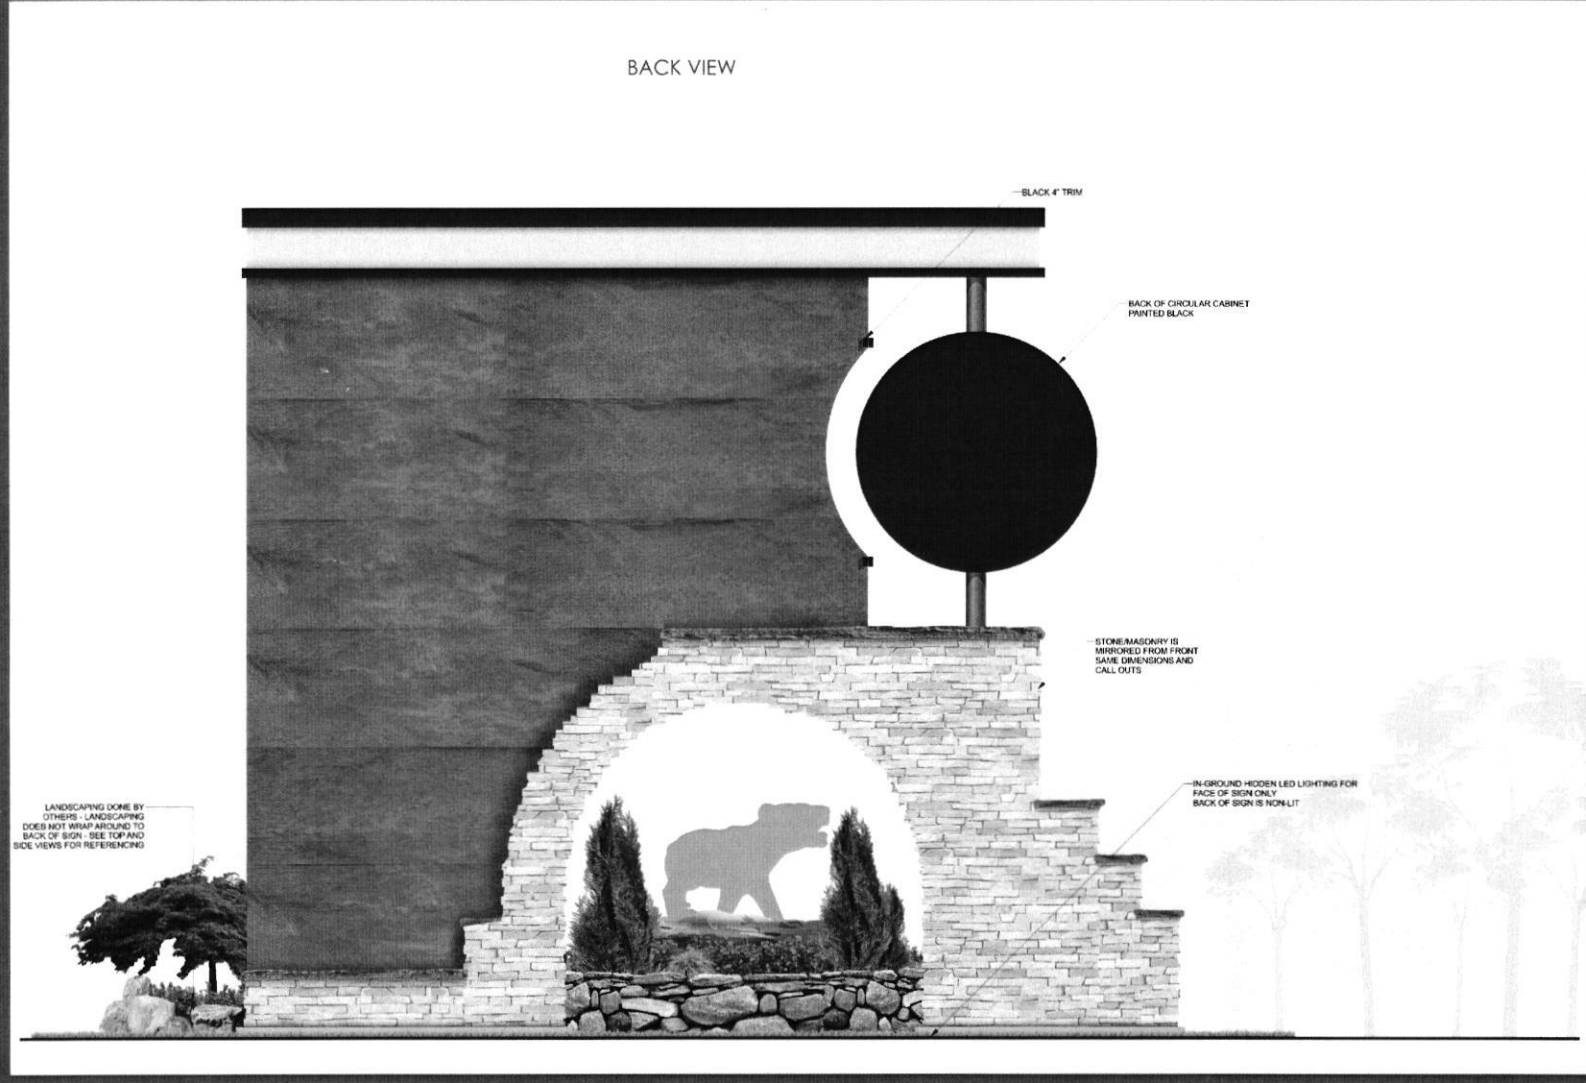 BACK VIEW
BLACK 4" TRIM
BACK OF CIRCULAR CABINET
PAINTED BLACK
STONE/MASONRY IS
MIRRORED FROM FRONT
SAME DIMENSIONS AND
CALL OUTS
IN-GROUND HIDDEN LED LIGHTING FOR
FACE OF SIGN ONLY
BACK OF SIGN IS NON-LIT
LANDSCAPING DONE BY
OTHERS - LANDSCAPING
DOES NOT WRAP AROUND TO
BACK OF SIGN - SEE TOP AND
SIDE VIEWS FOR REFERENCING